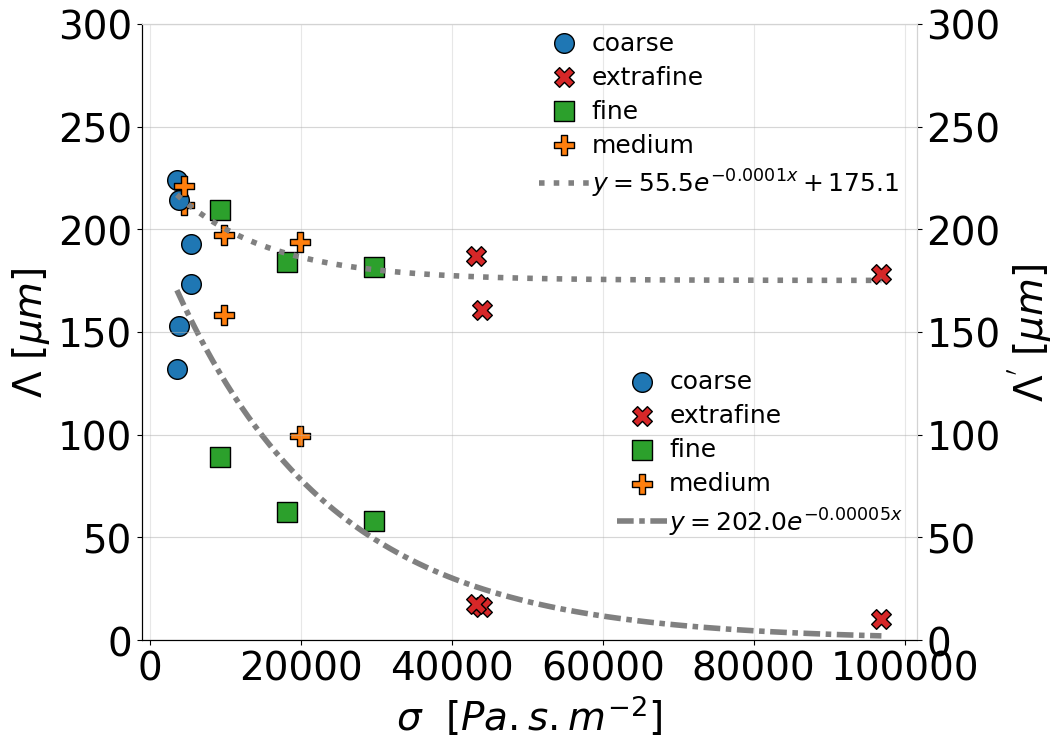 300
250
200
150
100
50
0
Λ [μm]
coarse
extrafine
fine
medium
y = 55.5e^{−0.0001x} + 175.1
coarse
extrafine
fine
medium
y = 202.0e^{−0.00005x}
300
250
200
150
100
50
0
Λ′ [μm]
0 20000 40000 60000 80000 100000
σ [Pa.s.m^{−2}]